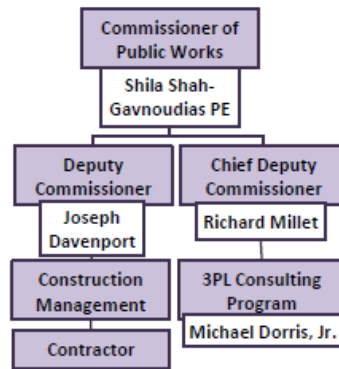 Commissioner of
Public Works
Shila Shah-
Gavnoudias PE
Deputy
Commissioner
Joseph
Davenport
Chief Deputy
Commissioner
Richard Millet
Construction
Management
3PL Consulting
Program
Michael Dorris, Jr.
Contractor